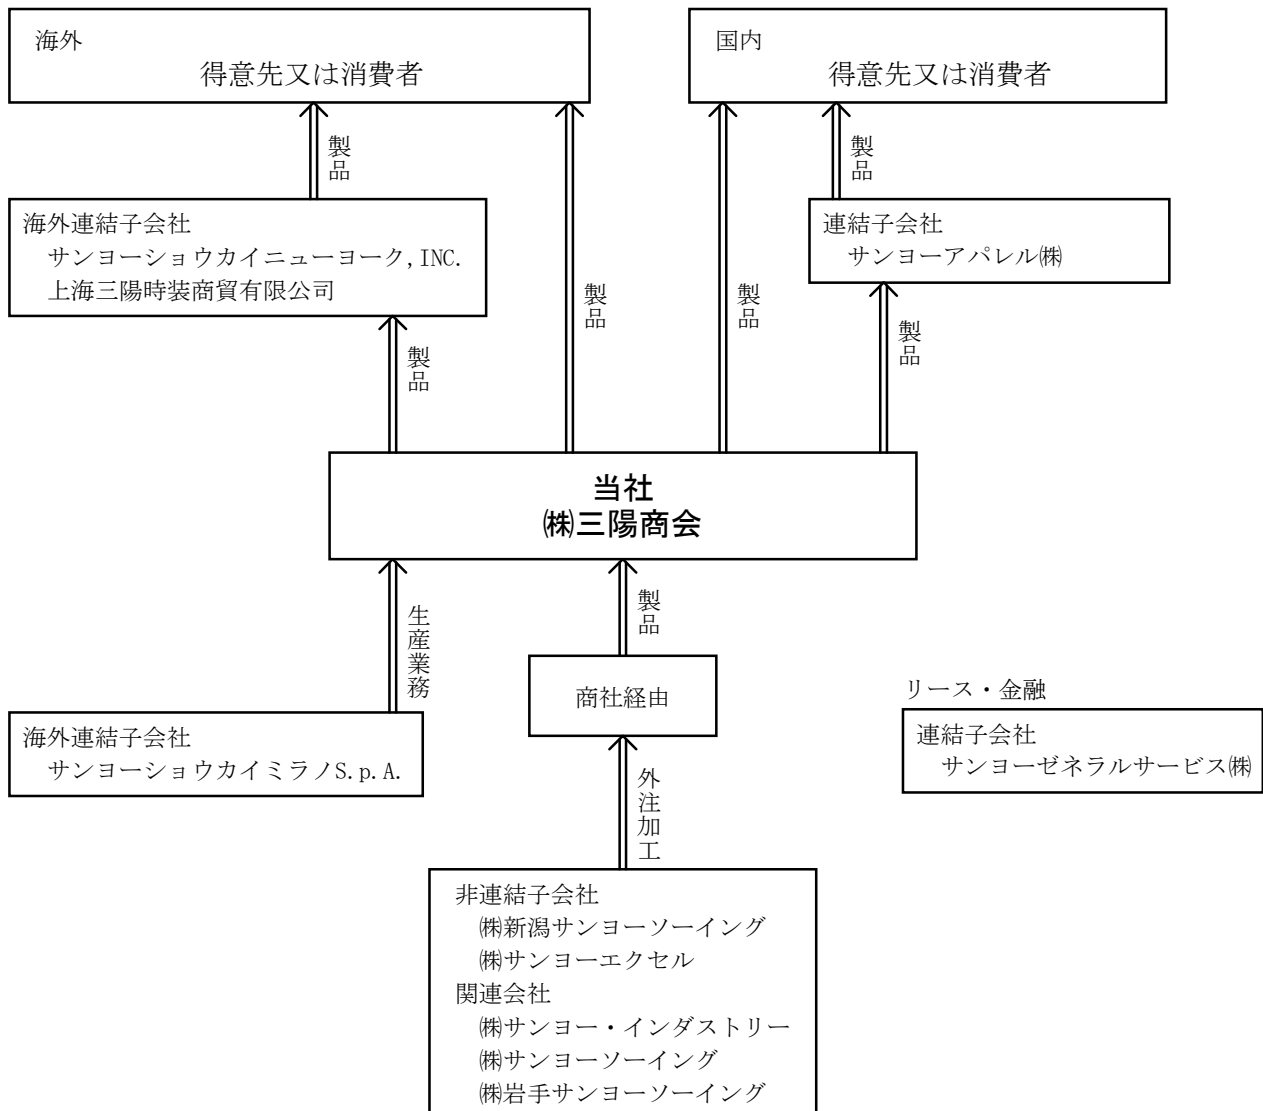 海外
得意先又は消費者
国内
得意先又は消費者
製品
製品
海外連結子会社
サンヨーショウカイニューヨーク,INC.
上海三陽時装商貿有限公司
連結子会社
サンヨーアパレル㈱
製品
製品
製品
製品
当社
㈱三陽商会
生産業務
製品
商社経由
リース・金融
海外連結子会社
サンヨーショウカイミラノS.p.A.
連結子会社
サンヨーゼネラルサービス㈱
外注加工
非連結子会社
㈱新潟サンヨーソーイング
㈱サンヨーエクセル
関連会社
㈱サンヨー・インダストリー
㈱サンヨーソーイング
㈱岩手サンヨーソーイング